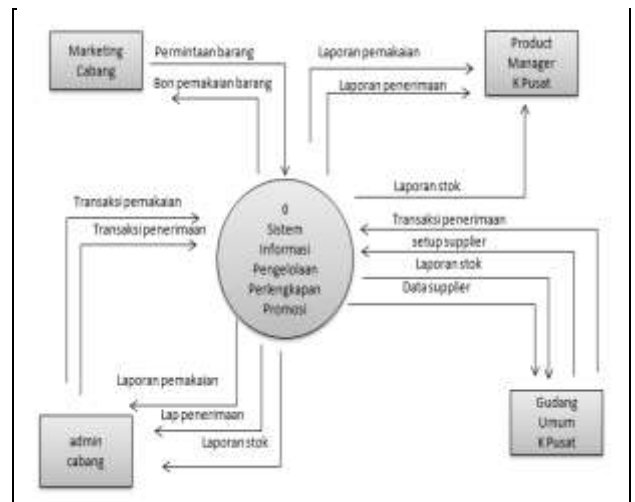 Marketing
Cabang
Permintaan barang
Bon pemakaian barang
Laporan pemakaian
Laporan penerimaan
Product
Manager
K Pusat
Laporan stok
Transaksi pemakaian
Transaksi penerimaan
0
Sistem
Informasi
Pengelolaan
Perlengkapan
Promosi
Transaksi penerimaan
setup supplier
Laporan stok
Data supplier
Laporan pemakaian
Lap penerimaan
Laporan stok
admin
cabang
Gudang
Umum
K Pusat